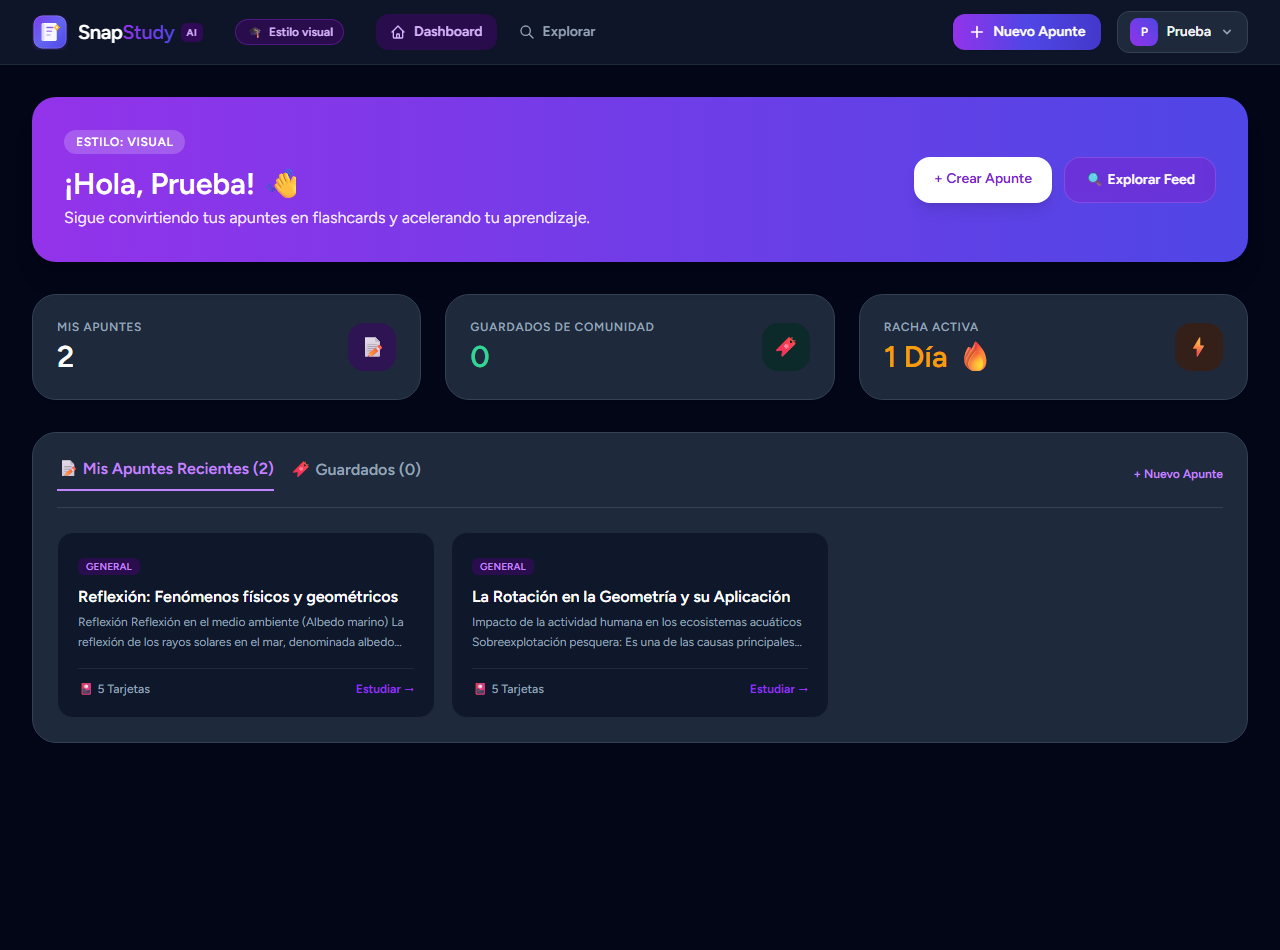 SnapStudy AI
Estilo visual
Dashboard
Explorar
Nuevo Apunte
P
Prueba
ESTILO: VISUAL
¡Hola, Prueba! 👋
Sigue convirtiendo tus apuntes en flashcards y acelerando tu aprendizaje.
+ Crear Apunte
🔍 Explorar Feed
MIS APUNTES
2
GUARDADOS DE COMUNIDAD
0
RACHA ACTIVA
1 Día 🔥
📝 Mis Apuntes Recientes (2)
🔖 Guardados (0)
+ Nuevo Apunte
GENERAL
Reflexión: Fenómenos físicos y geométricos
Reflexión Reflexión en el medio ambiente (Albedo marino) La
reflexión de los rayos solares en el mar, denominada albedo...
🎴 5 Tarjetas
Estudiar →
GENERAL
La Rotación en la Geometría y su Aplicación
Impacto de la actividad humana en los ecosistemas acuáticos
Sobreexplotación pesquera: Es una de las causas principales...
🎴 5 Tarjetas
Estudiar →